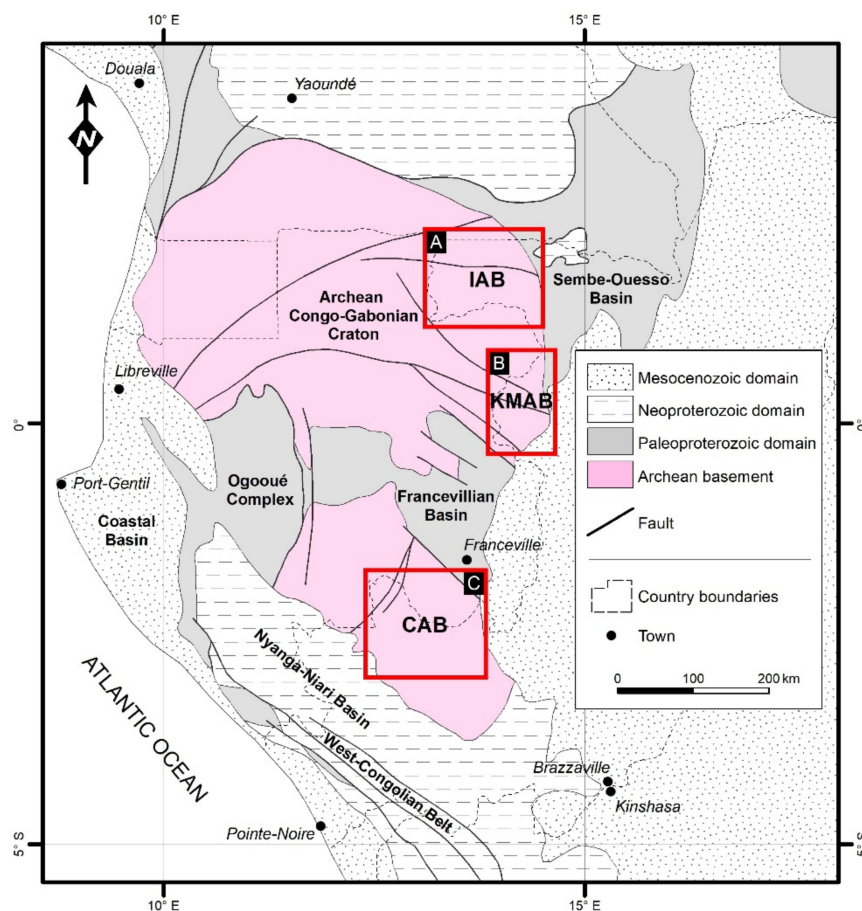 10° E
15° E
Douala
Yaoundé
N
A
IAB
Sembe-Ouesso
Basin
Archean
Congo-Gabonian
Craton
B
KMAB
Libreville
0°
0°
Mesocenozoic domain
Neoproterozoic domain
Paleoproterozoic domain
Archean basement
Fault
Country boundaries
Town
0 100 200 km
Ogooué
Complex
Francevillian
Basin
Port-Gentil
Coastal
Basin
Franceville
C
CAB
Nyanga-Niari Basin
ATLANTIC OCEAN
West-Congolian Belt
Brazzaville
Kinshasa
Pointe-Noire
5° S
5° S
10° E
15° E